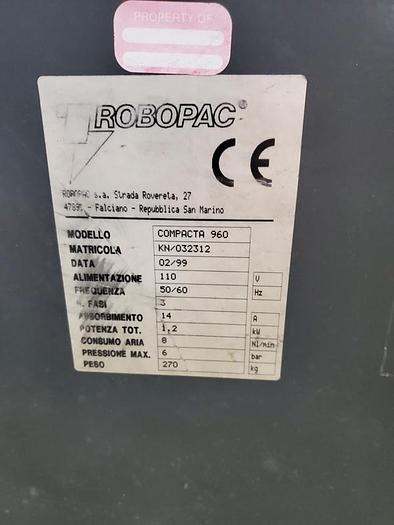 PROPERTY OF
ROBOPAC®
CE
ROBOPAC s.a. Strada Rovereta, 27
Falciano - Repubblica San Marino
MODELLO COMPACTA 960
MATRICOLA KN/032312
DATA 02/99
ALIMENTAZIONE 110 V
FREQUENZA 50/60 Hz
N. FASI 3
ASSORBIMENTO 14 A
POTENZA TOT. 1,2 kW
CONSUMO ARIA 8 Nl/min
PRESSIONE MAX. 6 bar
PESO 270 kg